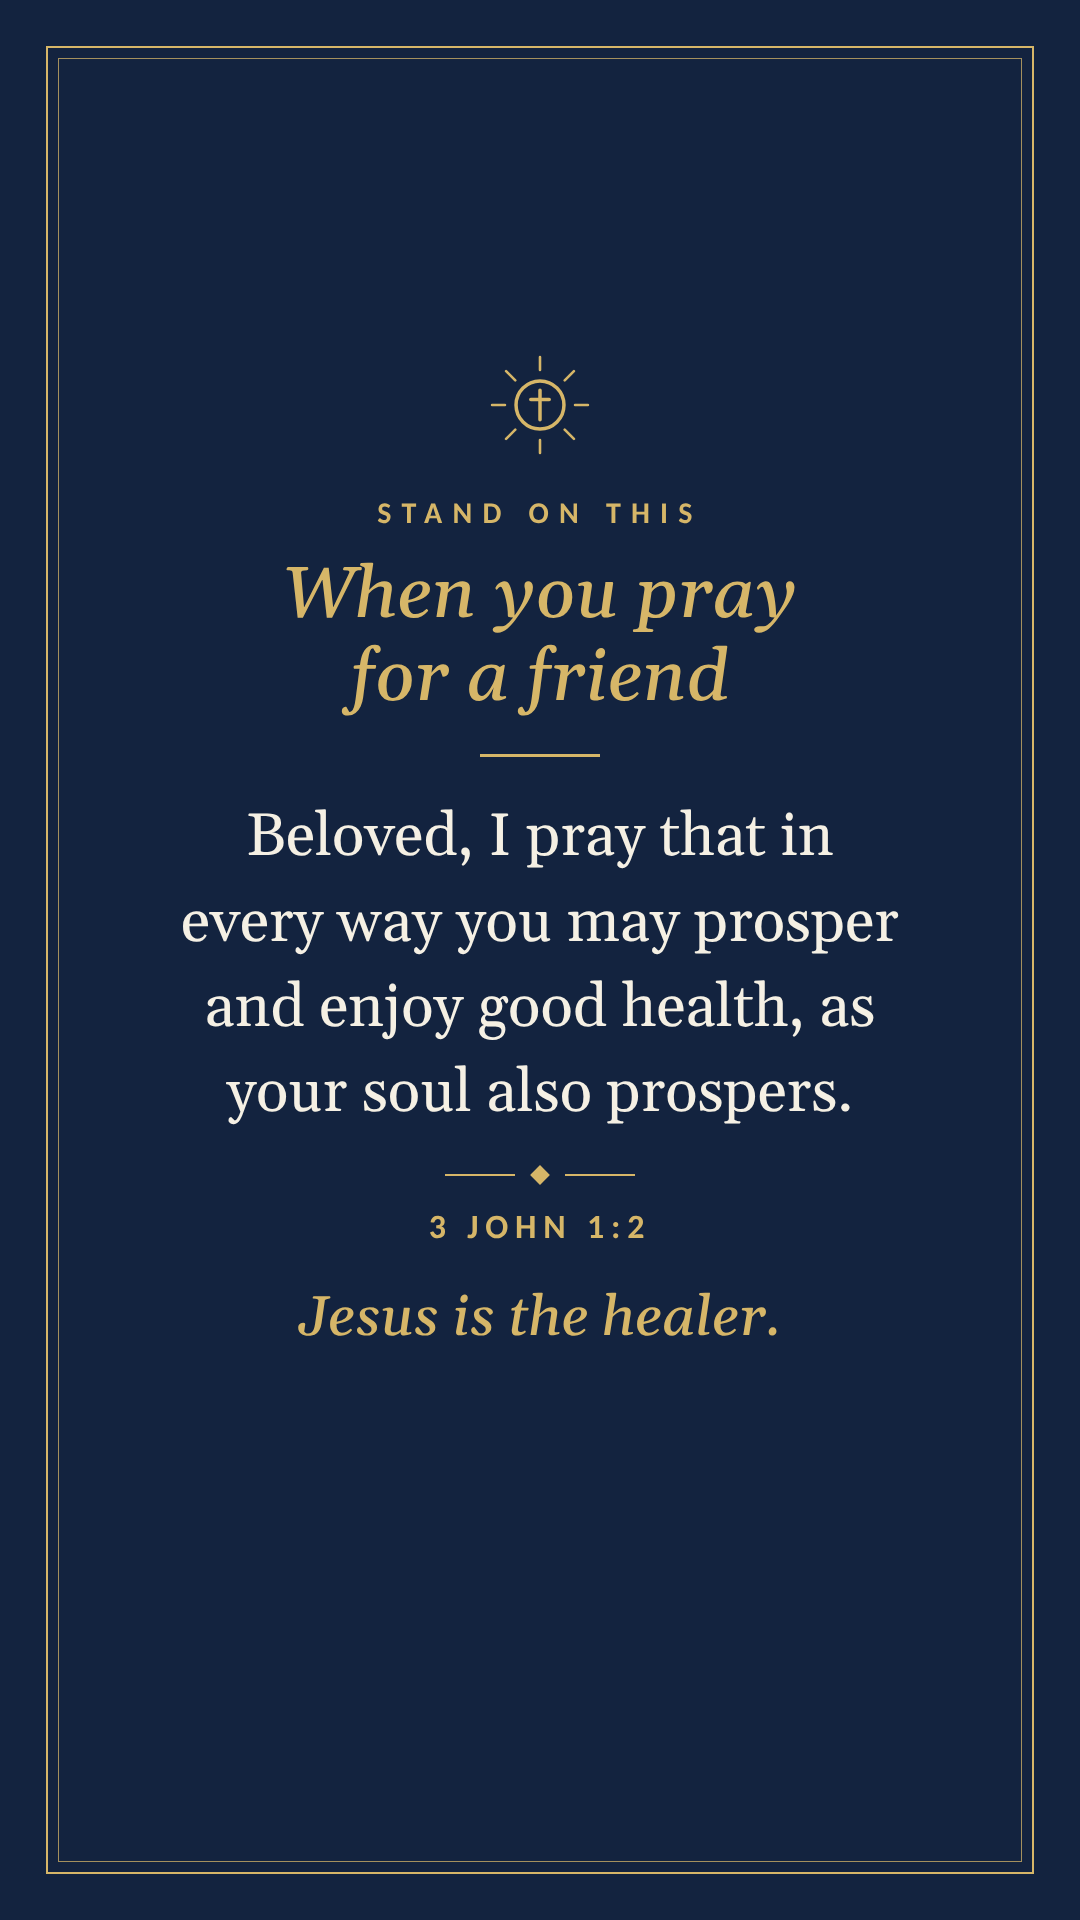 STAND ON THIS
When you pray
for a friend
Beloved, I pray that in
every way you may prosper
and enjoy good health, as
your soul also prospers.
3 JOHN 1:2
Jesus is the healer.